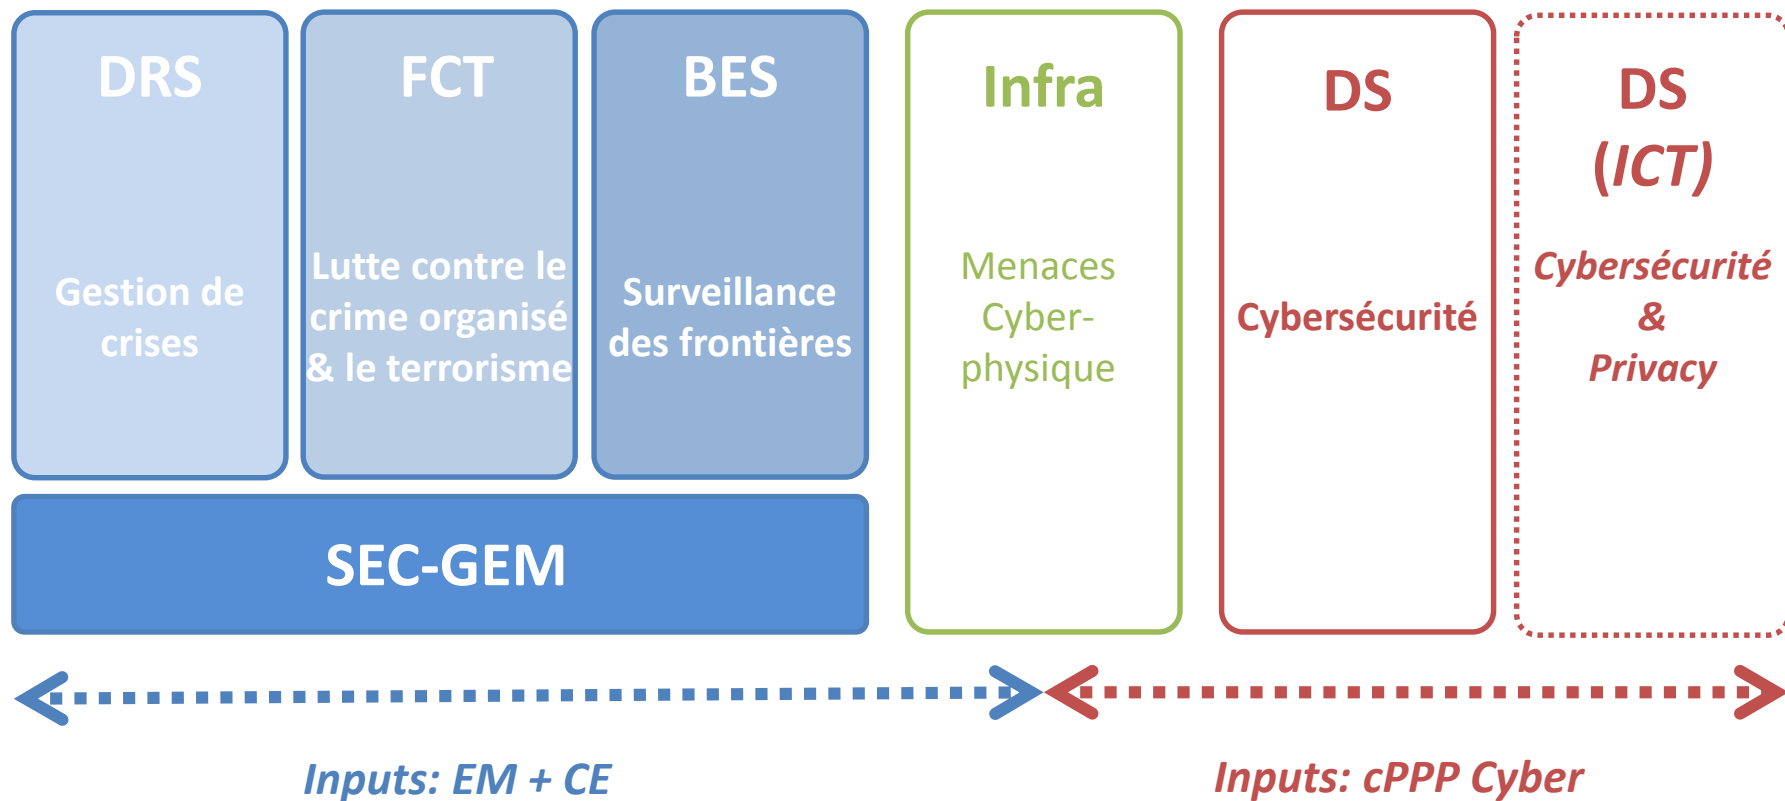 DRS
Gestion de
crises
FCT
Lutte contre le
crime organisé
& le terrorisme
BES
Surveillance
des frontières
SEC-GEM
Infra
Menaces
Cyber-
physique
DS
Cybersécurité
DS
(ICT)
Cybersécurité
&
Privacy
Inputs: EM + CE
Inputs: cPPP Cyber